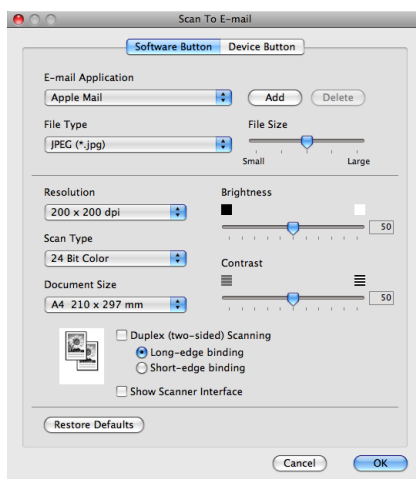 Scan To E-mail
Software Button Device Button
E-mail Application
Apple Mail Add Delete
File Type File Size
JPEG (*.jpg)
Small Large
Resolution Brightness
200 x 200 dpi
50
Scan Type
24 Bit Color Contrast
Document Size
A4 210 x 297 mm 50
Duplex (two-sided) Scanning
Long-edge binding
Short-edge binding
Show Scanner Interface
Restore Defaults
Cancel OK